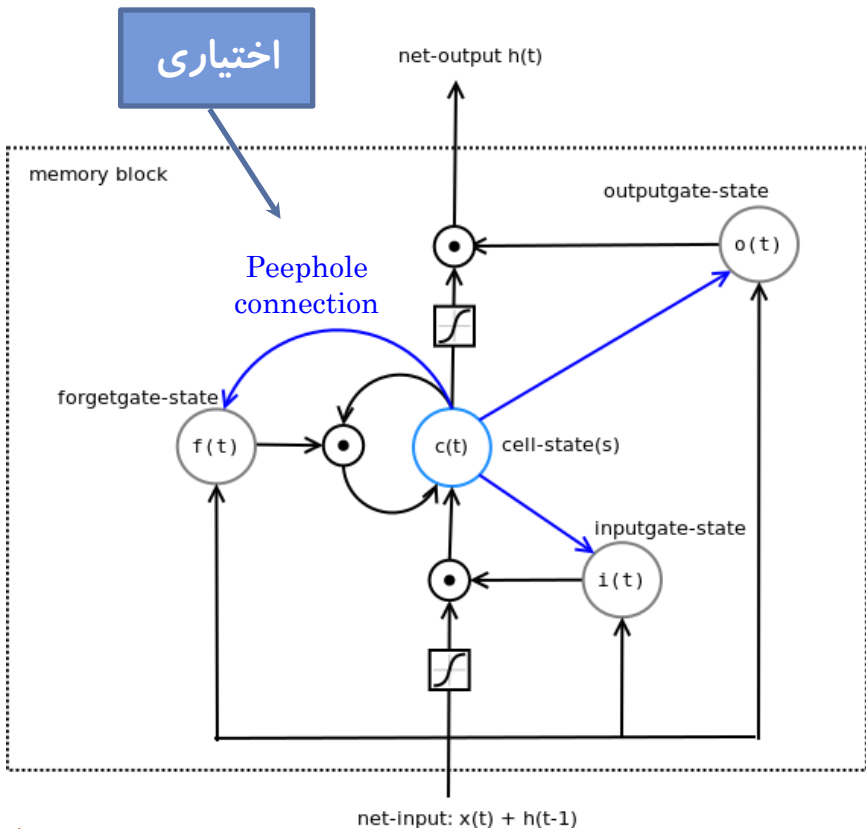 اختیاری
net-output h(t)
memory block
outputgate-state
o(t)
Peephole
connection
forgetgate-state
f(t)
c(t)
cell-state(s)
inputgate-state
i(t)
net-input: x(t) + h(t-1)